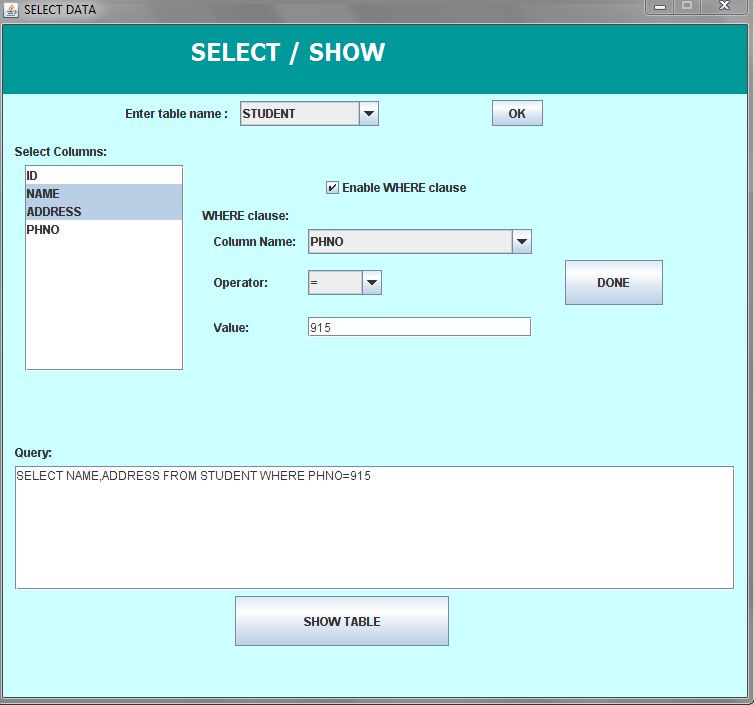 SELECT DATA
SELECT / SHOW
Enter table name : STUDENT OK
Select Columns:
ID
NAME
ADDRESS
PHNO
Enable WHERE clause
WHERE clause:
Column Name: PHNO
Operator: =
DONE
Value: 915
Query:
SELECT NAME,ADDRESS FROM STUDENT WHERE PHNO=915
SHOW TABLE